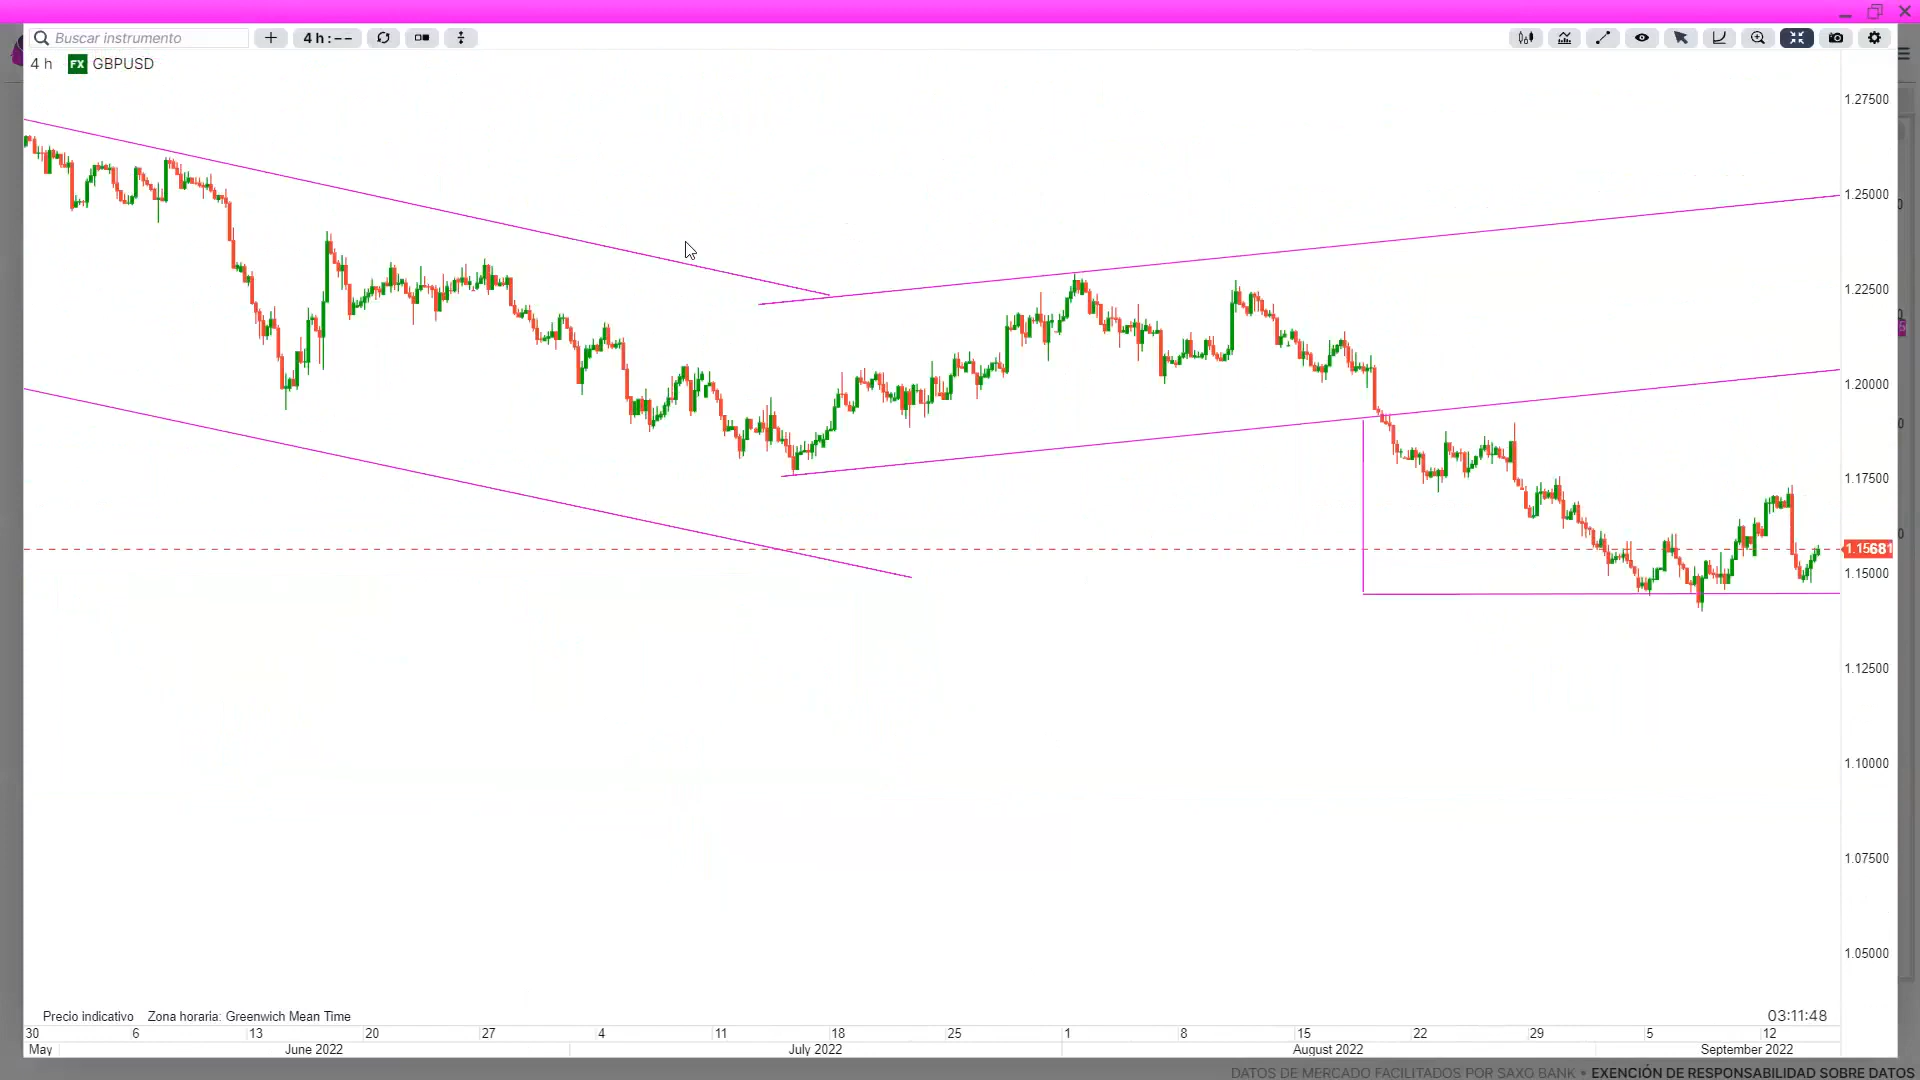 Buscar instrumento
4 h : --
4 h FX GBPUSD
1.27500
1.25000
1.22500
1.20000
1.17500
1.15681
1.15000
1.12500
1.10000
1.07500
1.05000
Precio indicativo Zona horaria: Greenwich Mean Time
03:11:48
30 6 13 20 27 4 11 18 25 1 8 15 22 29 5 12
May June 2022 July 2022 August 2022 September 2022
DATOS DE MERCADO FACILITADOS POR SAXO BANK • EXENCIÓN DE RESPONSABILIDAD SOBRE DATOS